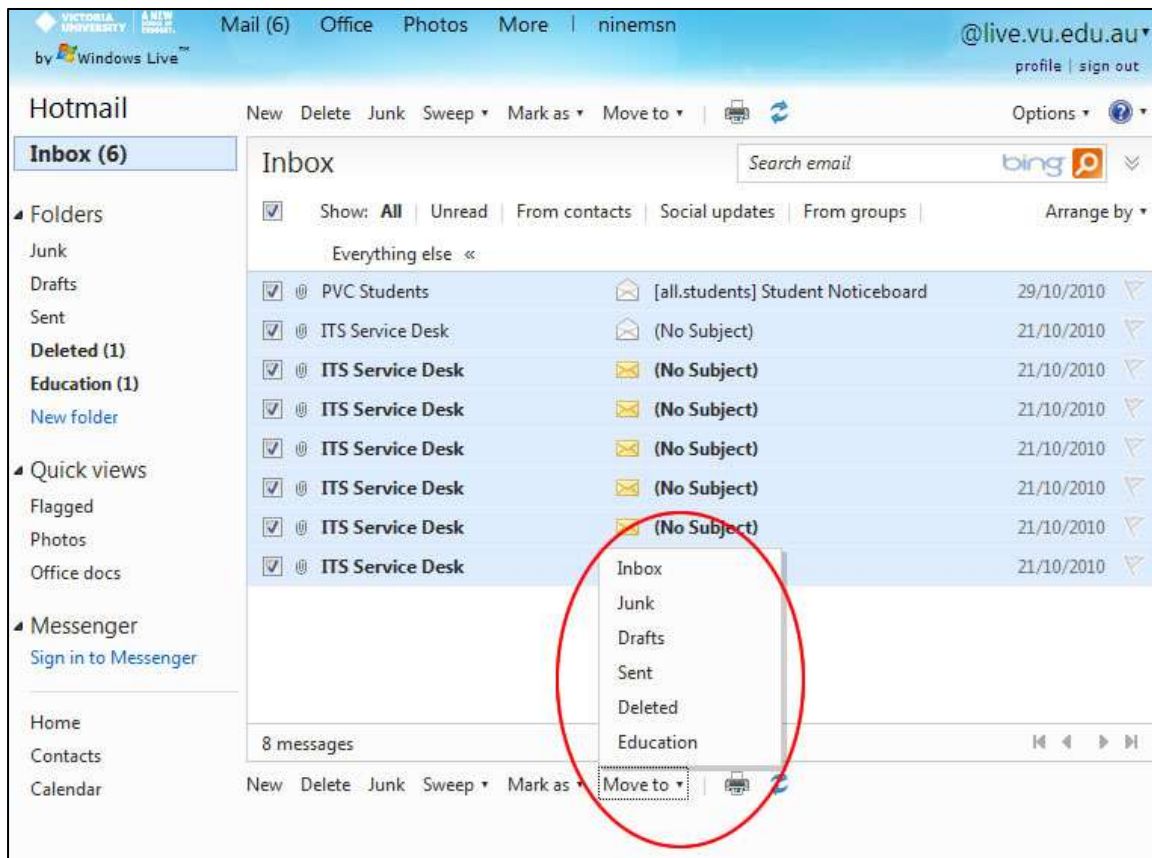 VICTORIA UNIVERSITY A NEW
Mail (6) Office Photos More | ninemsn
@live.vu.edu.au
by Windows Live™
profile | sign out
Hotmail
New Delete Junk Sweep Mark as Move to
Options
Inbox (6)
Inbox
Search email
bing
Show: All | Unread | From contacts | Social updates | From groups |
Arrange by
Everything else «
Folders
Junk
Drafts
Sent
Deleted (1)
Education (1)
New folder
Quick views
Flagged
Photos
Office docs
Messenger
Sign in to Messenger
Home
Contacts
Calendar
PVC Students [all.students] Student Noticeboard 29/10/2010
ITS Service Desk (No Subject) 21/10/2010
ITS Service Desk (No Subject) 21/10/2010
ITS Service Desk (No Subject) 21/10/2010
ITS Service Desk (No Subject) 21/10/2010
ITS Service Desk (No Subject) 21/10/2010
ITS Service Desk (No Subject) 21/10/2010
ITS Service Desk 21/10/2010
Inbox
Junk
Drafts
Sent
Deleted
Education
8 messages
New Delete Junk Sweep Mark as Move to